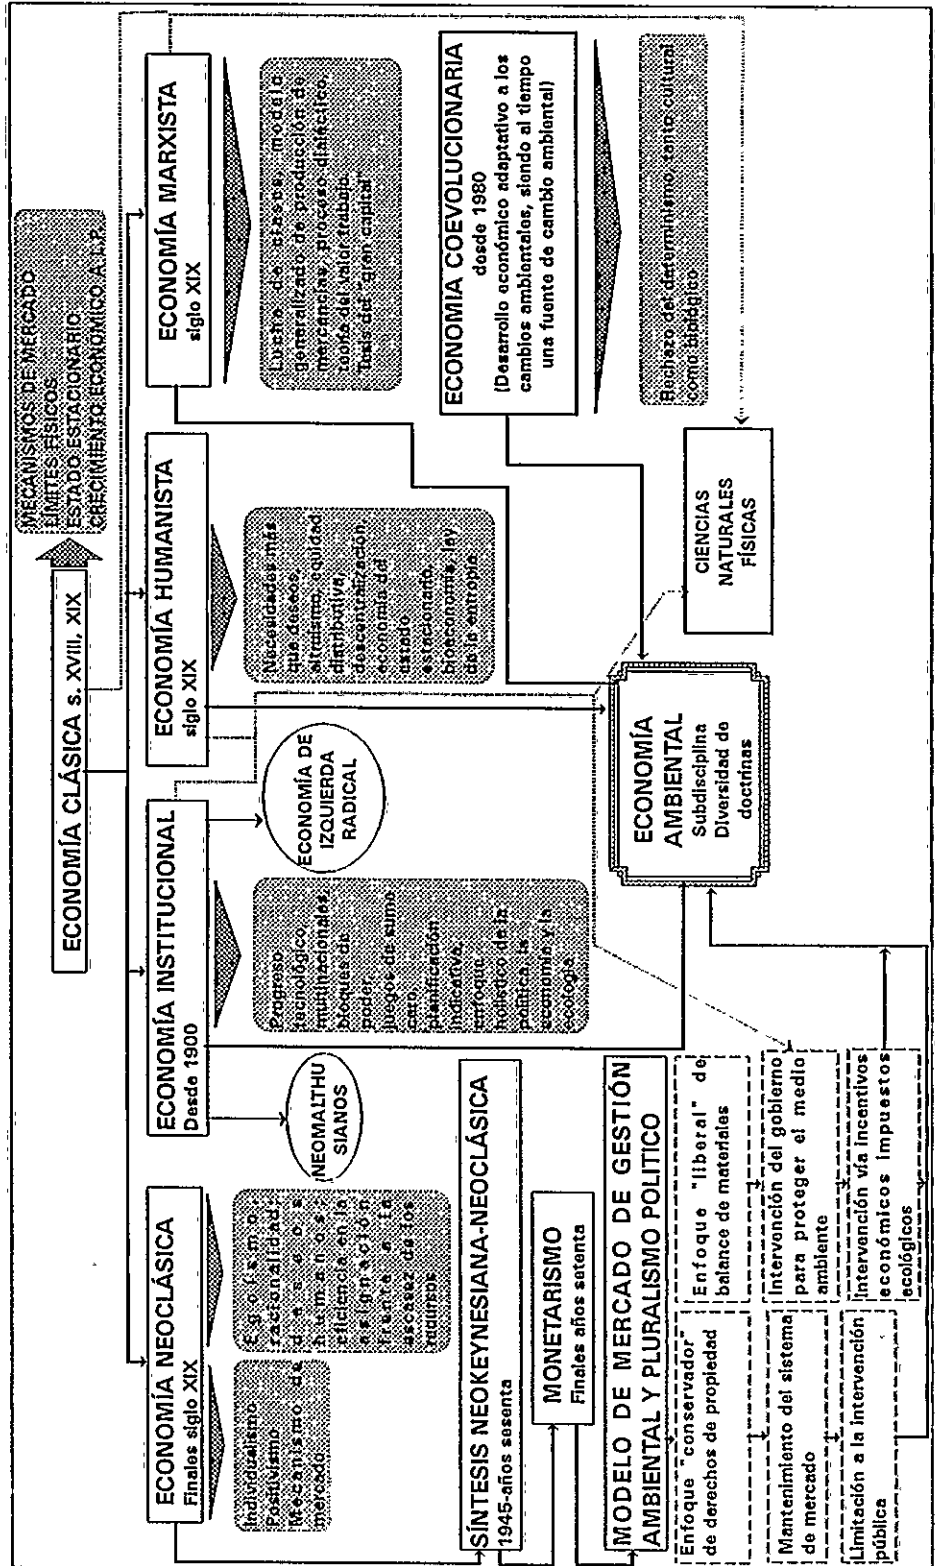 ECONOMÍA CLÁSICA s. XVIII, XIX
MECANISMOS DE MERCADO
LIMITES FÍSICOS
ESTADO ESTACIONARIO
CRECIMIENTO ECONOMICO A L.P.
ECONOMÍA NEOCLÁSICA
Finales siglo XIX
ECONOMÍA INSTITUCIONAL
Desde 1900
ECONOMÍA HUMANISTA
siglo XIX
ECONOMÍA MARXISTA
siglo XIX
Individualismo
Positivismo
Mecanismo de
mercado
Egoísmo,
racionalidad,
deseos
humanos,
eficiencia en la
asignación
frente a la
escasez de los
recursos
NEOMALTHU
SIANOS
Progreso
tecnológico,
multinacionales,
bloques de
poder,
juegos de suma
cero,
planificación
indicativa,
enfoque
holístico de la
política, la
economía y la
ecología
ECONOMÍA DE
IZQUIERDA
RADICAL
Necesidades más
que deseos,
altruismo, equidad
distributiva,
descentralización
economía del
estado
estacionario,
bioeconomía, ley
de la entropía
Lucha de clases, modelo
generalizado de producción de
mercancías, proceso dialéctico,
teoría del valor trabajo.
Tesis del "gran capital"
SÍNTESIS NEOKEYNESIANA-NEOCLÁSICA
1945-años sesenta
ECONOMIA COEVOLUCIONARIA
desde 1980
(Desarrollo económico adaptativo a los
cambios ambientales, siendo al tiempo
una fuente de cambio ambiental)
MONETARISMO
Finales años setenta
Rechazo del determinismo, tanto cultural
como biológico
MODELO DE MERCADO DE GESTIÓN
AMBIENTAL Y PLURALISMO POLITICO
ECONOMÍA
AMBIENTAL
Subdisciplina
Diversidad de
doctrinas
CIENCIAS
NATURALES
FÍSICAS
Enfoque "conservador"
de derechos de propiedad
Enfoque "liberal" de
balance de materiales
Mantenimiento del sistema
de mercado
Intervención del gobierno
para proteger el medio
ambiente
Limitación a la intervención
pública
Intervención vía incentivos
económicos impuestos
ecológicos